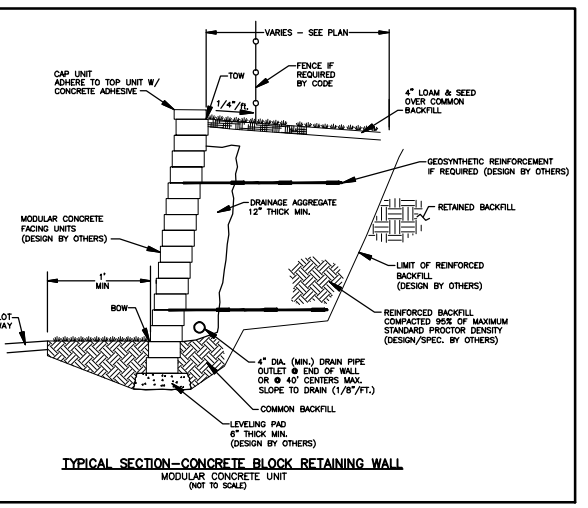 VARIES - SEE PLAN
CAP UNIT
ADHERE TO TOP UNIT W/
CONCRETE ADHESIVE
TOW
FENCE IF
REQUIRED
BY CODE
1/4"/ft.
4" LOAM & SEED
OVER COMMON
BACKFILL
GEOSYNTHETIC REINFORCEMENT
IF REQUIRED (DESIGN BY OTHERS)
DRAINAGE AGGREGATE
12" THICK MIN.
RETAINED BACKFILL
MODULAR CONCRETE
FACING UNITS
(DESIGN BY OTHERS)
LIMIT OF REINFORCED
BACKFILL
(DESIGN BY OTHERS)
1'
MIN
BOW
REINFORCED BACKFILL
COMPACTED 95% OF MAXIMUM
STANDARD PROCTOR DENSITY
(DESIGN/SPEC. BY OTHERS)
LOT
WAY
4" DIA. (MIN.) DRAIN PIPE
OUTLET @ END OF WALL
OR @ 40' CENTERS MAX.
SLOPE TO DRAIN (1/8"/FT.)
COMMON BACKFILL
LEVELING PAD
6" THICK MIN.
(DESIGN BY OTHERS)
TYPICAL SECTION-CONCRETE BLOCK RETAINING WALL
MODULAR CONCRETE UNIT
(NOT TO SCALE)